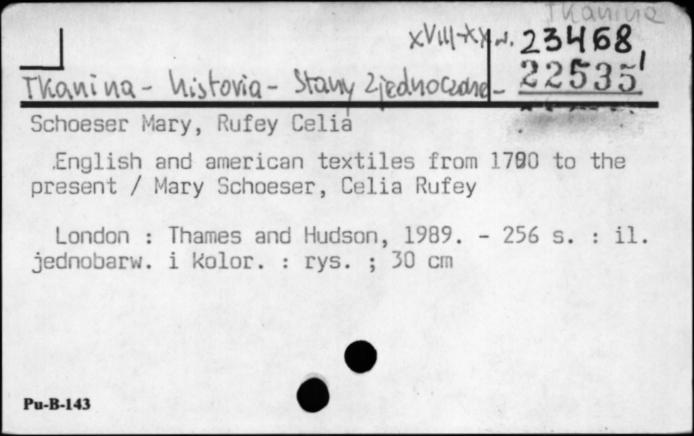 Tkanina
XVIII-XX w. 23468
Tkanina - historia - Stany Zjednoczone - 22535
Schoeser Mary, Rufey Celia
English and american textiles from 1790 to the
present / Mary Schoeser, Celia Rufey
London : Thames and Hudson, 1989. - 256 s. : il.
jednobarw. i kolor. : rys. ; 30 cm
Pu-B-143